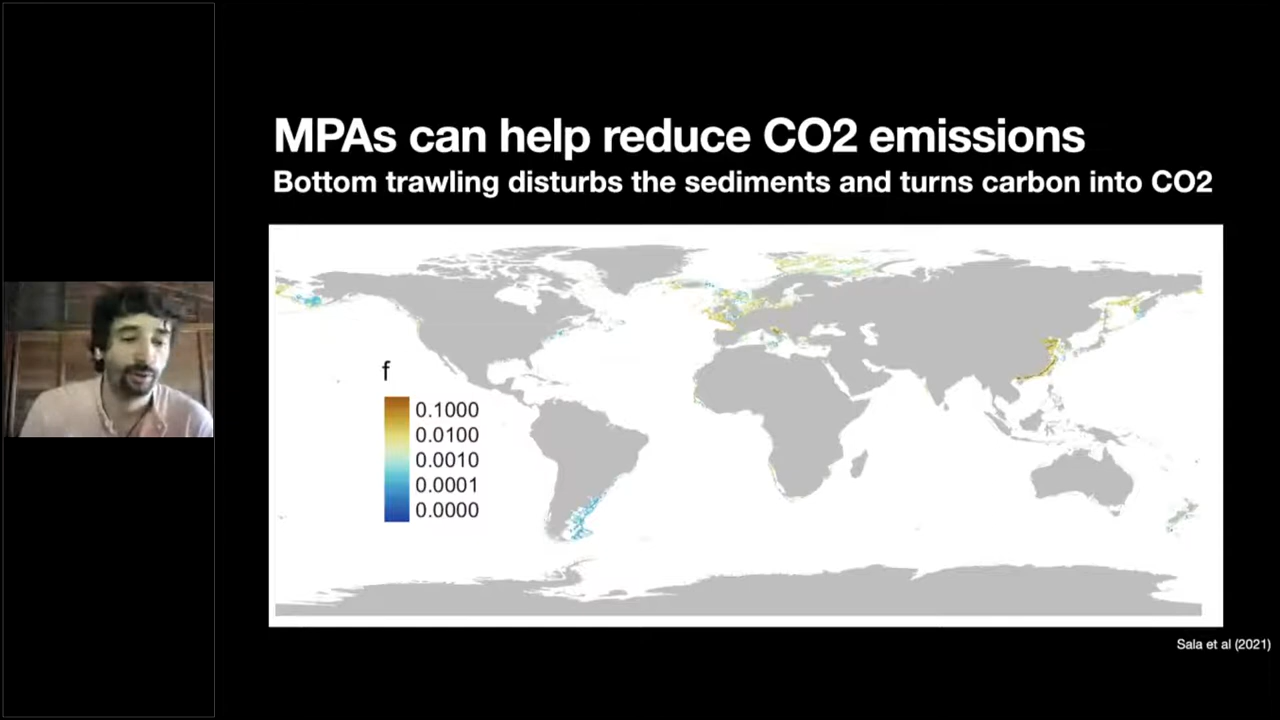 MPAs can help reduce CO2 emissions
Bottom trawling disturbs the sediments and turns carbon into CO2
f
0.1000
0.0100
0.0010
0.0001
0.0000
Sala et al (2021)